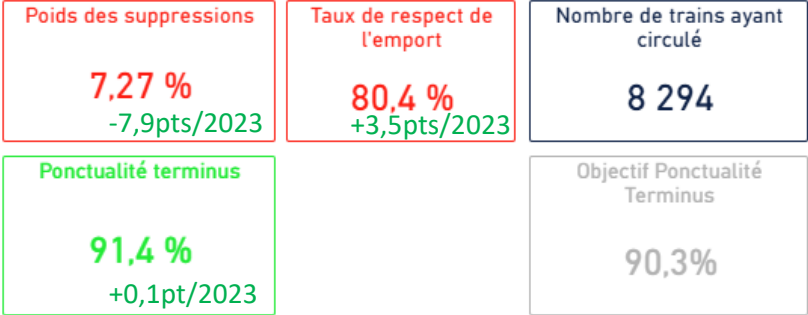 Poids des suppressions
7,27 %
-7,9pts/2023
Taux de respect de
l'emport
80,4 %
+3,5pts/2023
Nombre de trains ayant
circulé
8 294
Ponctualité terminus
91,4 %
+0,1pt/2023
Objectif Ponctualité
Terminus
90,3%